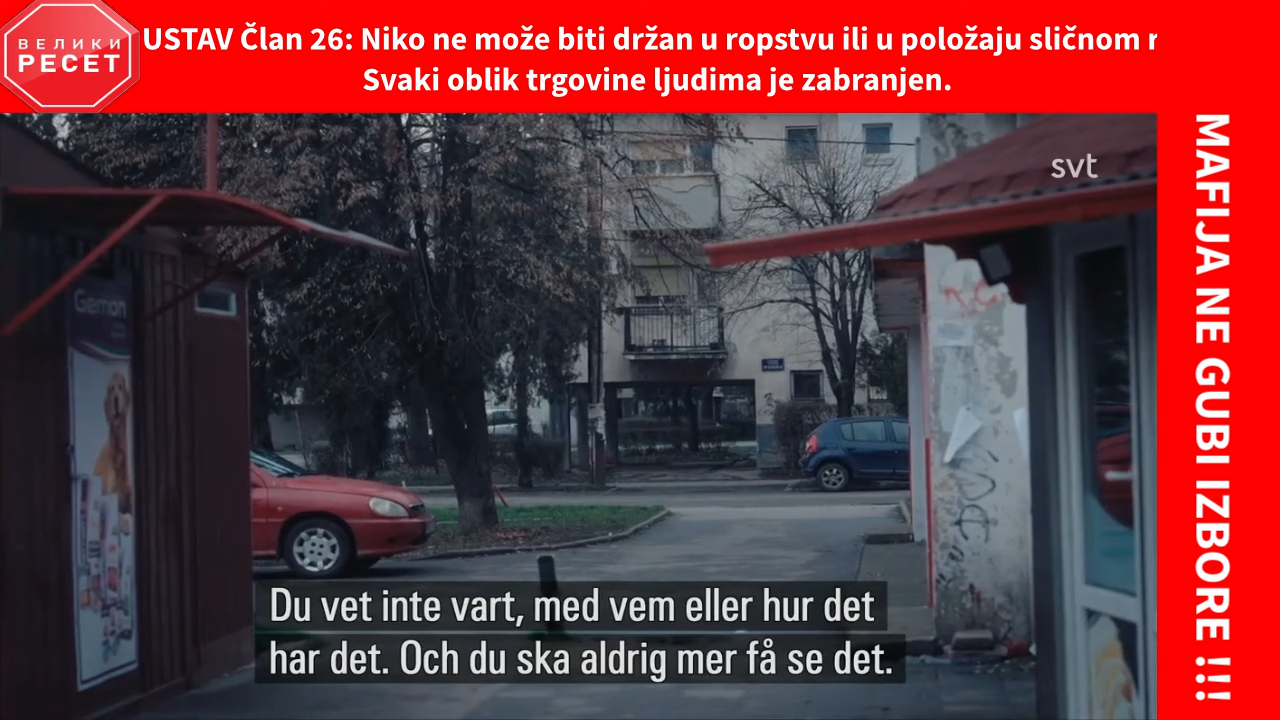 ВЕЛИКИ
РЕСЕТ
USTAV Član 26: Niko ne može biti držan u ropstvu ili u položaju sličnom
Svaki oblik trgovine ljudima je zabranjen.
svt
MAFIJA NE GUBI IZBORE !!!
Gemon
Du vet inte vart, med vem eller hur det
har det. Och du ska aldrig mer få se det.